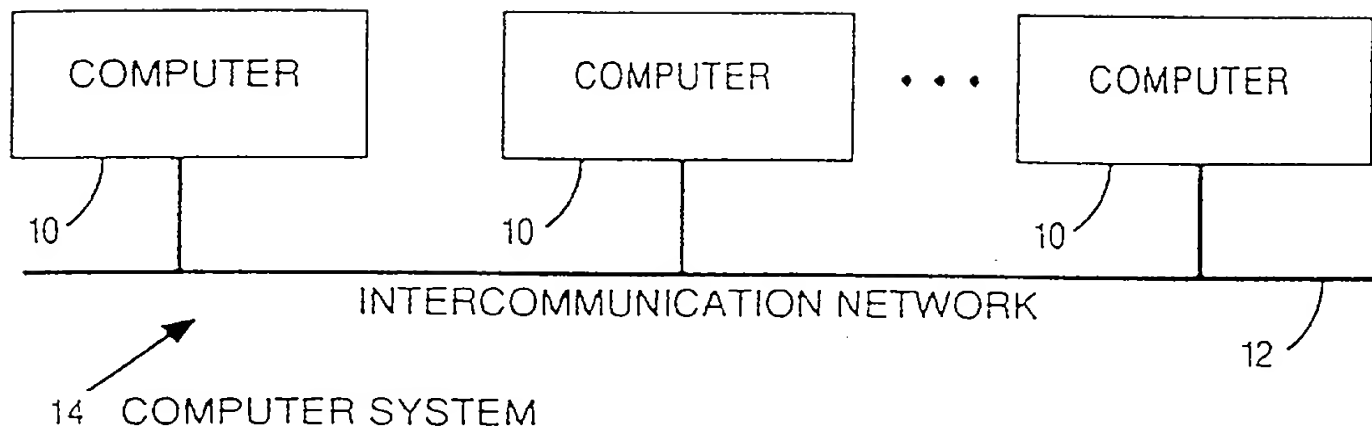 COMPUTER
COMPUTER
• • •
COMPUTER
10
10
10
INTERCOMMUNICATION NETWORK
12
14 COMPUTER SYSTEM